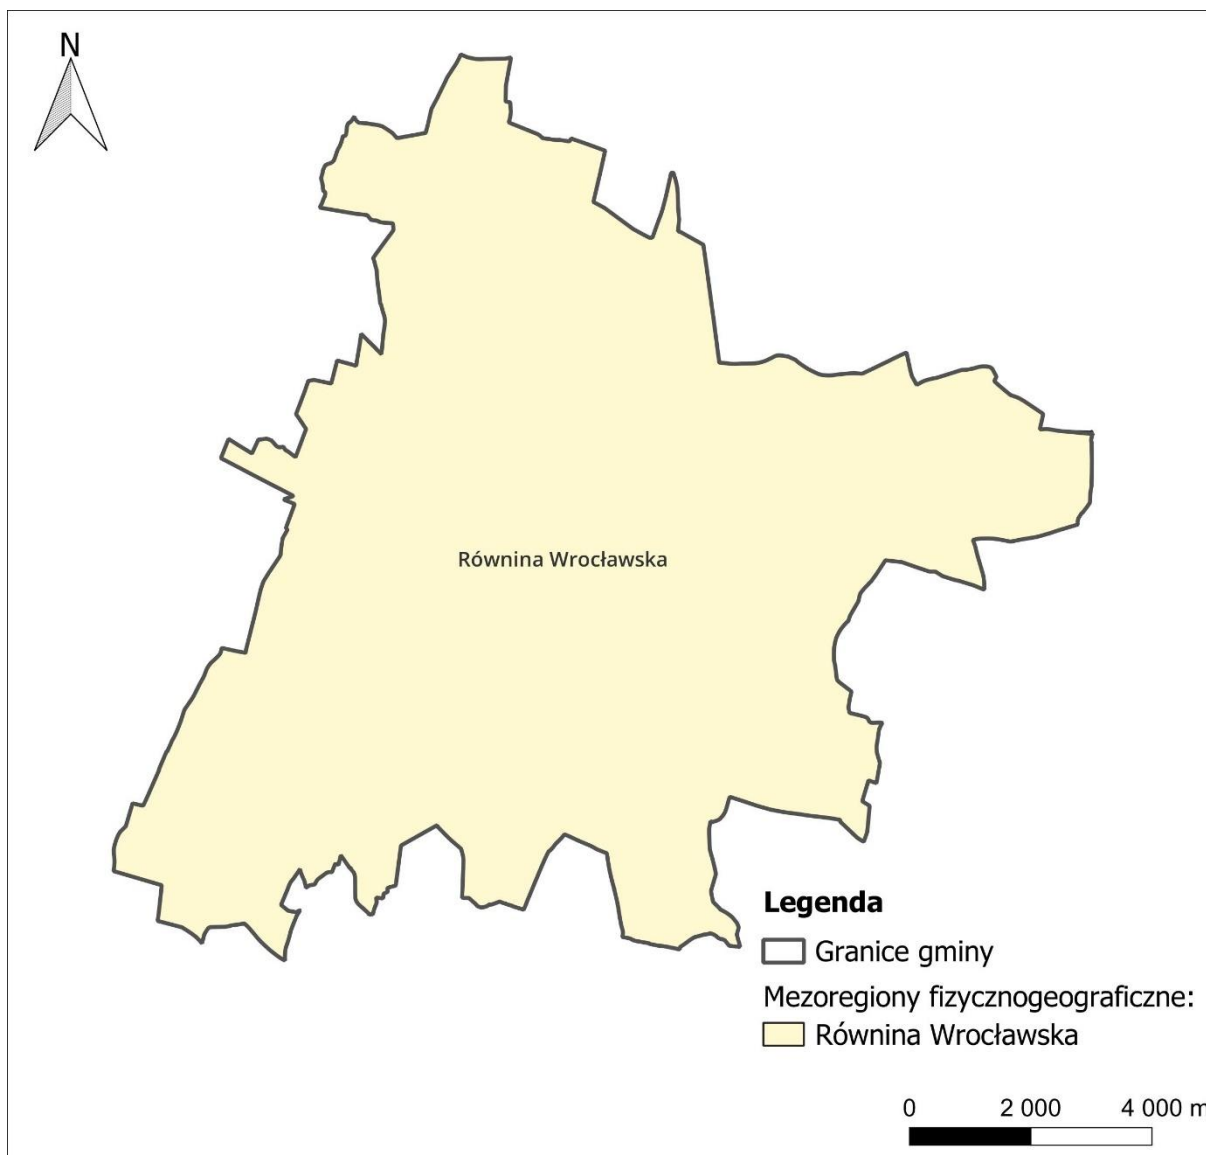 N
Równina Wrocławska
Legenda
Granice gminy
Mezoregiony fizycznogeograficzne:
Równina Wrocławska
0 2 000 4 000 m